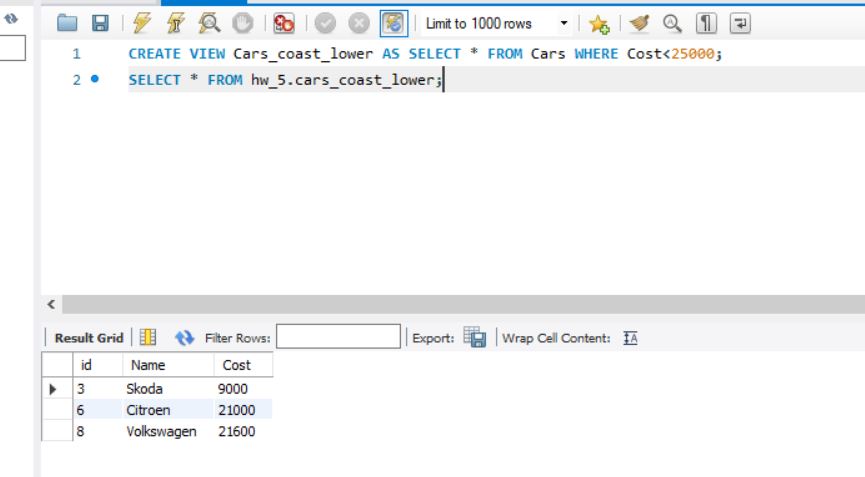 Limit to 1000 rows
1 CREATE VIEW Cars_coast_lower AS SELECT * FROM Cars WHERE Cost<25000;
2 SELECT * FROM hw_5.cars_coast_lower;
Result Grid Filter Rows: Export: Wrap Cell Content:
id Name Cost
3 Skoda 9000
6 Citroen 21000
8 Volkswagen 21600